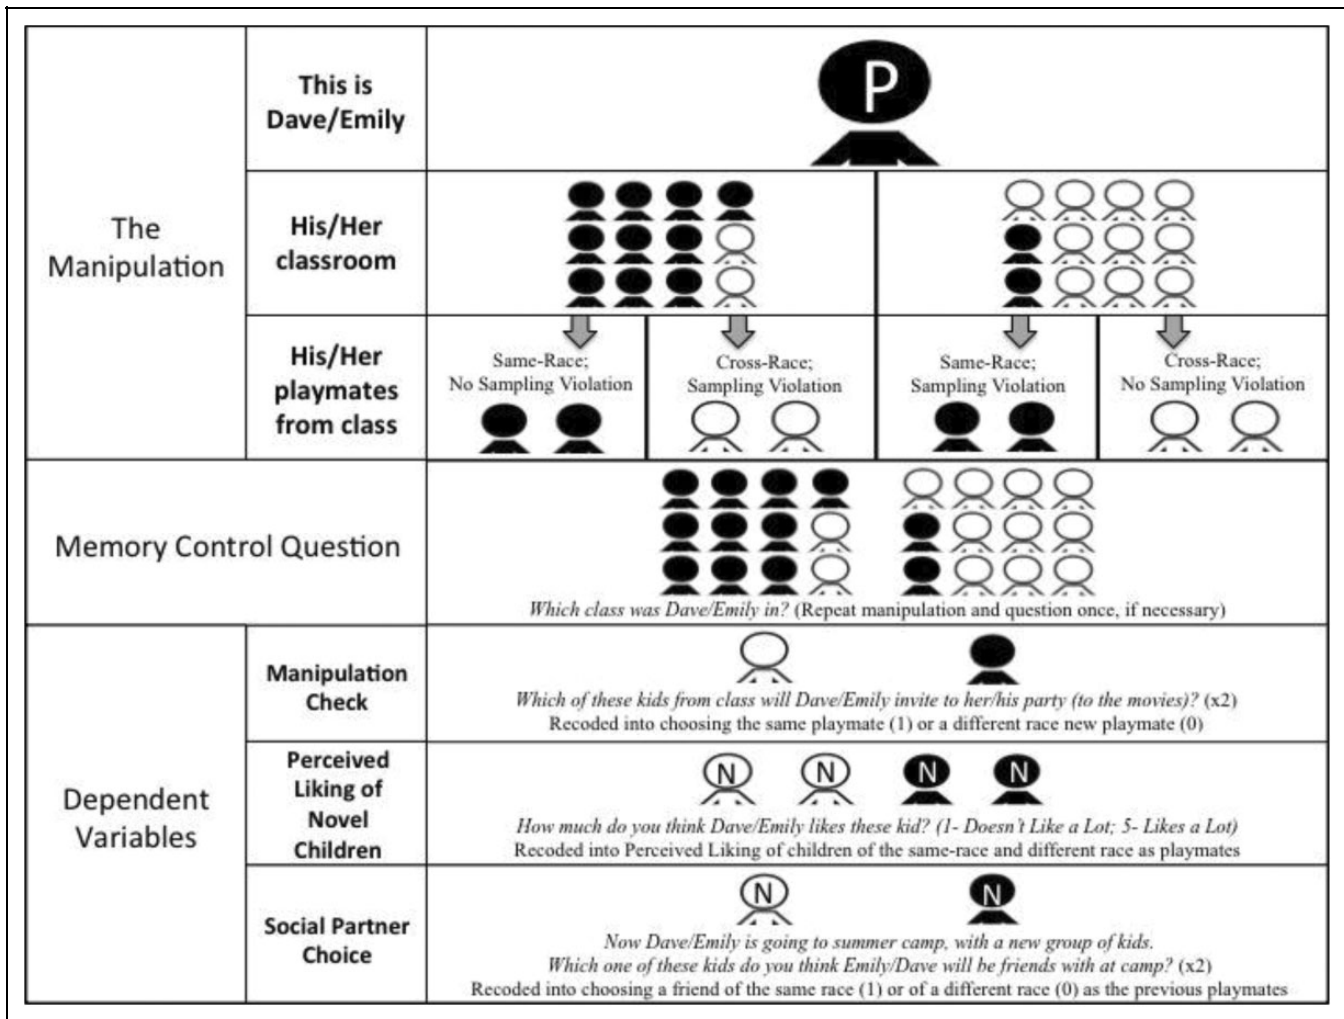 The
Manipulation
This is
Dave/Emily
P
His/Her
classroom
His/Her
playmates
from class
Same-Race;
No Sampling Violation
Cross-Race;
Sampling Violation
Same-Race;
Sampling Violation
Cross-Race;
No Sampling Violation
Memory Control Question
Which class was Dave/Emily in? (Repeat manipulation and question once, if necessary)
Dependent
Variables
Manipulation
Check
Which of these kids from class will Dave/Emily invite to her/his party (to the movies)? (x2)
Recoded into choosing the same playmate (1) or a different race new playmate (0)
Perceived
Liking of
Novel
Children
N N N N
How much do you think Dave/Emily likes these kid? (1- Doesn't Like a Lot; 5- Likes a Lot)
Recoded into Perceived Liking of children of the same-race and different race as playmates
Social Partner
Choice
N N
Now Dave/Emily is going to summer camp, with a new group of kids.
Which one of these kids do you think Emily/Dave will be friends with at camp? (x2)
Recoded into choosing a friend of the same race (1) or of a different race (0) as the previous playmates